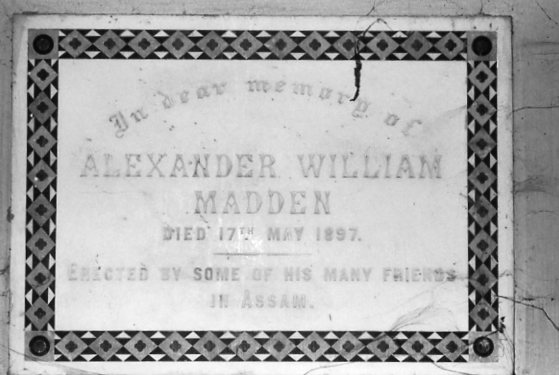 In dear memory of
ALEXANDER WILLIAM
MADDEN
DIED 17TH MAY 1897.
ERECTED BY SOME OF HIS MANY FRIENDS
IN ASSAM.